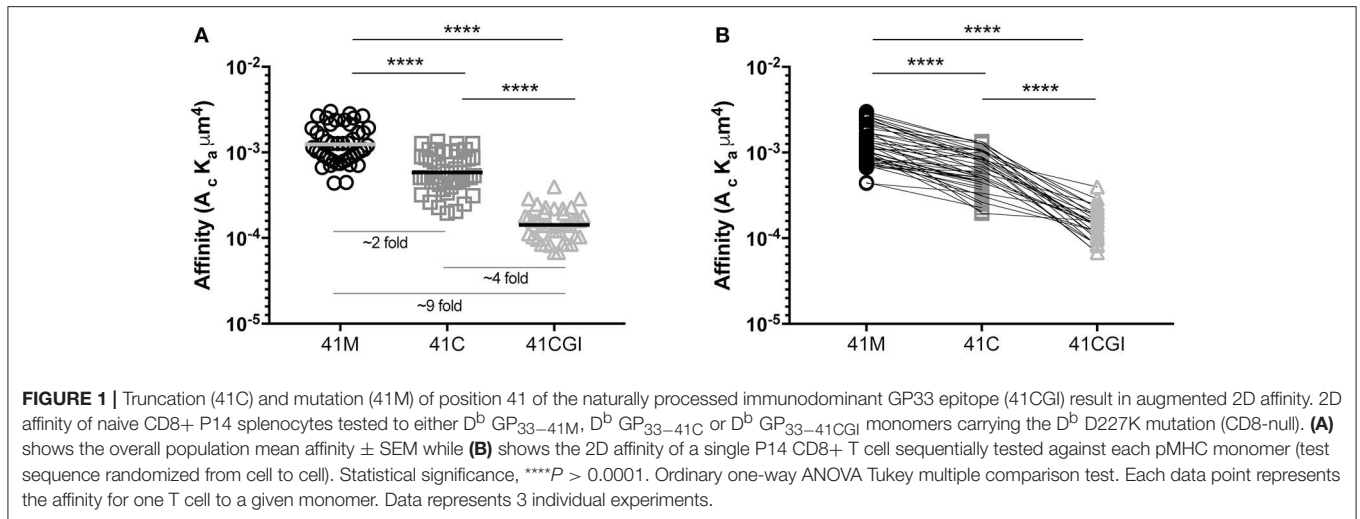 A
B
****
****
****
****
****
****
10-2
10-3
10-4
10-5
Affinity (Ac Ka μm4)
~2 fold
~4 fold
~9 fold
41M
41C
41CGI
10-2
10-3
10-4
10-5
Affinity (Ac Ka μm4)
41M
41C
41CGI
FIGURE 1 | Truncation (41C) and mutation (41M) of position 41 of the naturally processed immunodominant GP33 epitope (41CGI) result in augmented 2D affinity. 2D
affinity of naive CD8+ P14 splenocytes tested to either Db GP33–41M, Db GP33–41C or Db GP33–41CGI monomers carrying the Db D227K mutation (CD8-null). (A)
shows the overall population mean affinity ± SEM while (B) shows the 2D affinity of a single P14 CD8+ T cell sequentially tested against each pMHC monomer (test
sequence randomized from cell to cell). Statistical significance, ****P > 0.0001. Ordinary one-way ANOVA Tukey multiple comparison test. Each data point represents
the affinity for one T cell to a given monomer. Data represents 3 individual experiments.